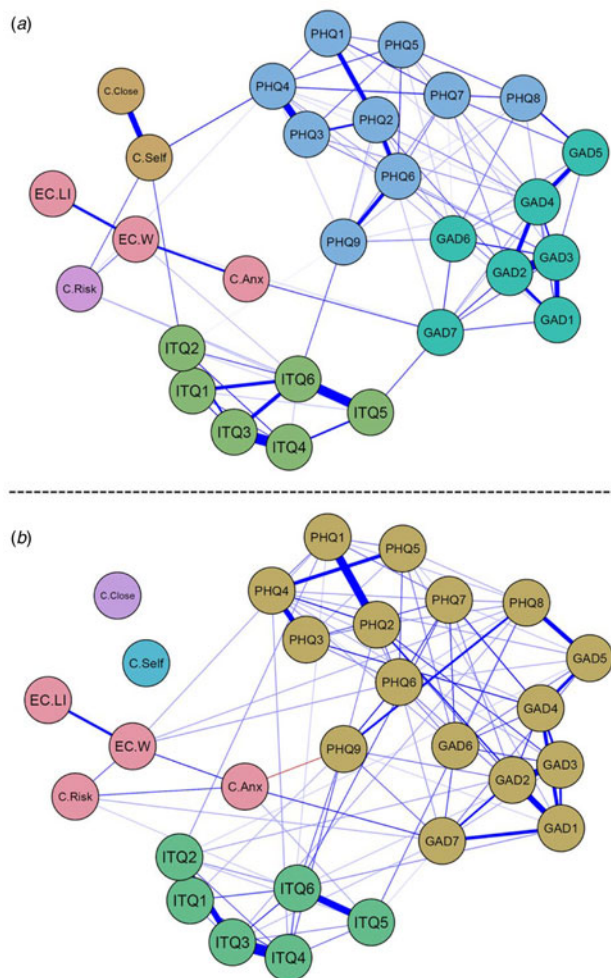 (a)
PHQ1
PHQ5
C.Close
PHQ4
PHQ7
PHQ8
PHQ2
PHQ3
C.Self
GAD5
PHQ6
EC.LI
GAD4
EC.W
PHQ9
GAD6
GAD3
GAD2
C.Risk
C.Anx
GAD1
GAD7
ITQ2
ITQ6
ITQ1
ITQ5
ITQ3
ITQ4
(b)
PHQ1
PHQ5
C.Close
PHQ4
PHQ7
PHQ8
PHQ2
PHQ3
C.Self
GAD5
PHQ6
EC.LI
GAD4
EC.W
PHQ9
GAD6
GAD3
GAD2
C.Risk
C.Anx
GAD1
GAD7
ITQ2
ITQ6
ITQ1
ITQ5
ITQ3
ITQ4